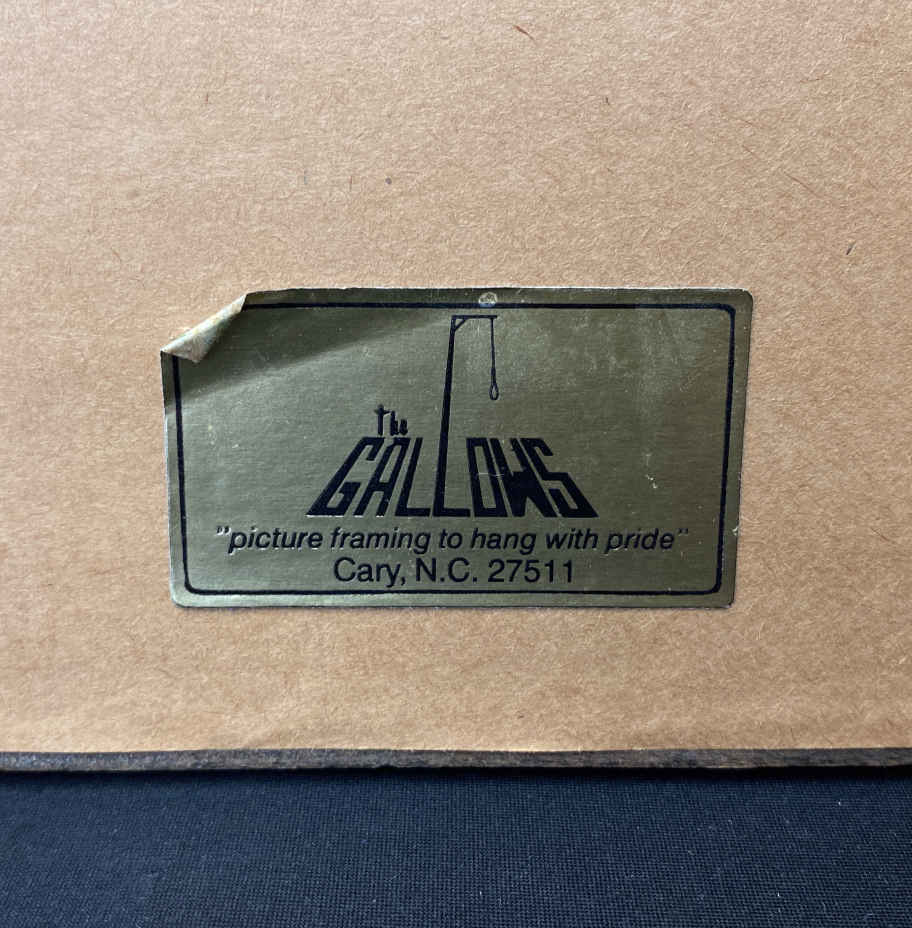 the
GALLOWS
"picture framing to hang with pride"
Cary, N.C. 27511